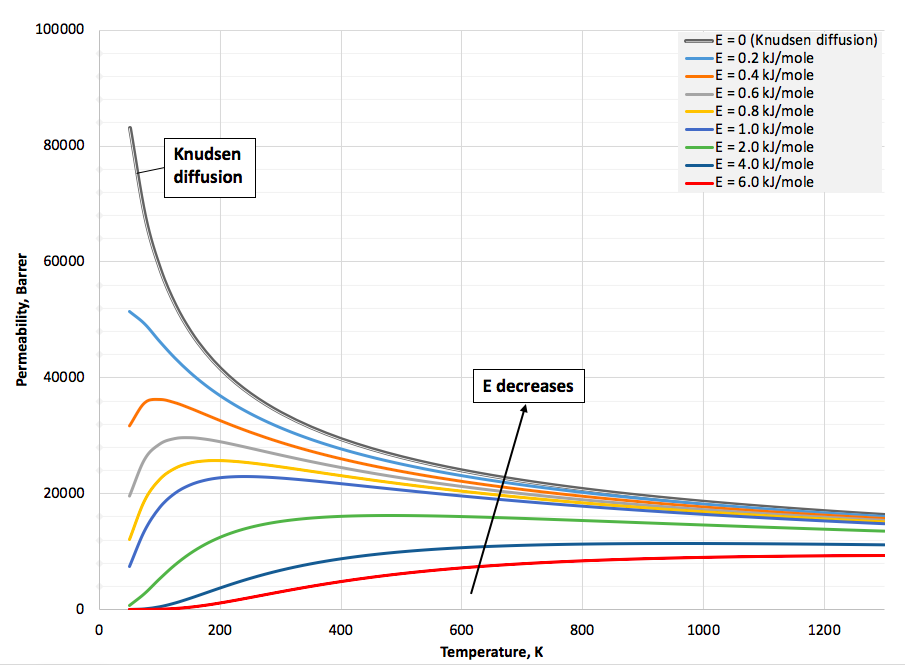 100000
80000
60000
40000
20000
0
Permeability, Barrer
0 200 400 600 800 1000 1200
Temperature, K
Knudsen
diffusion
E decreases
E = 0 (Knudsen diffusion)
E = 0.2 kJ/mole
E = 0.4 kJ/mole
E = 0.6 kJ/mole
E = 0.8 kJ/mole
E = 1.0 kJ/mole
E = 2.0 kJ/mole
E = 4.0 kJ/mole
E = 6.0 kJ/mole